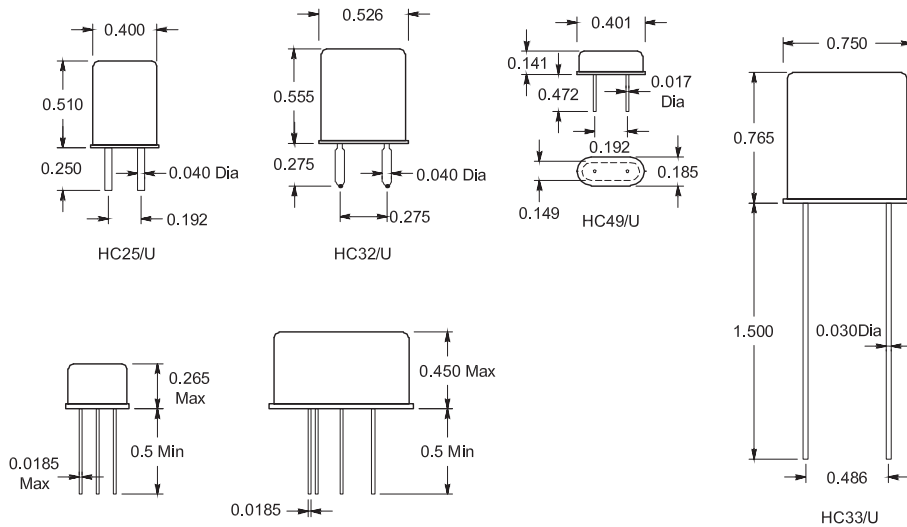 0.400
0.510
0.250
0.040 Dia
0.192
HC25/U
0.526
0.555
0.275
0.040 Dia
0.275
HC32/U
0.401
0.141
0.472
0.017
Dia
0.192
0.185
0.149
HC49/U
0.750
0.765
1.500
0.030Dia
0.486
HC33/U
0.265
Max
0.5 Min
0.0185
Max
0.450 Max
0.5 Min
0.0185